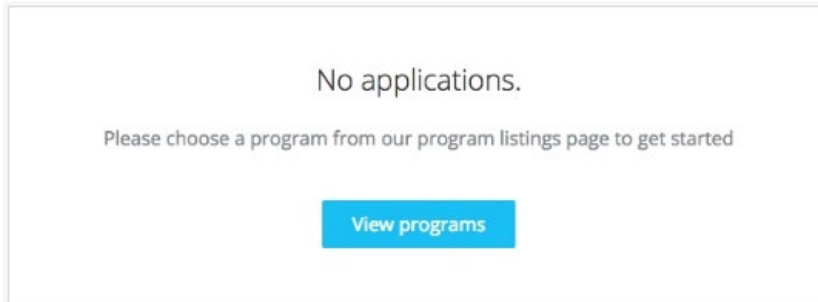 No applications.
Please choose a program from our program listings page to get started
View programs